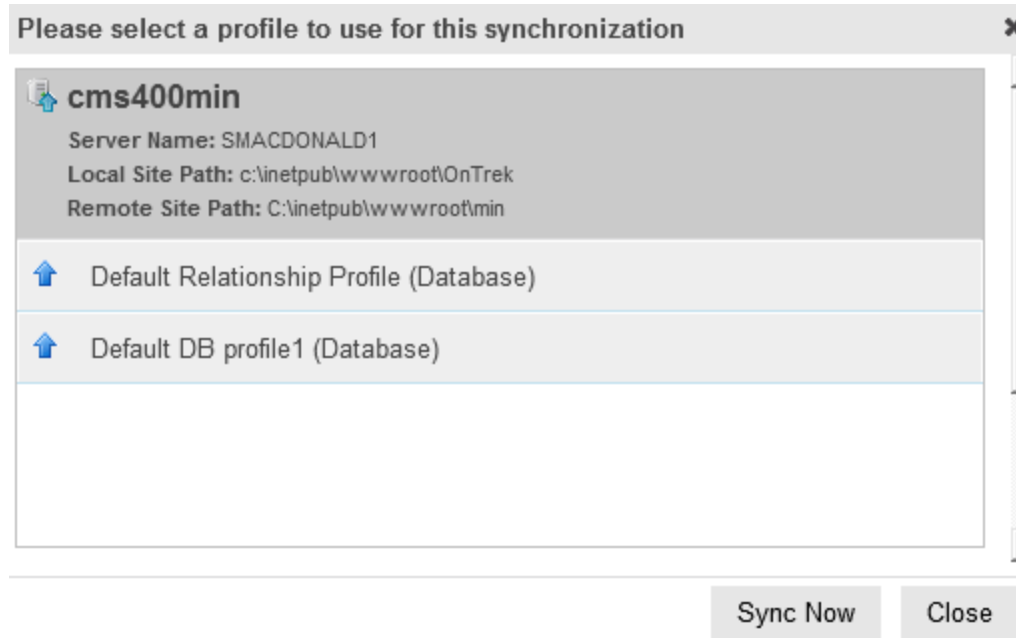 Please select a profile to use for this synchronization
cms400min
Server Name: SMACDONALD1
Local Site Path: c:\inetpub\wwwroot\OnTrek
Remote Site Path: C:\inetpub\wwwroot\min
Default Relationship Profile (Database)
Default DB profile1 (Database)
Sync Now Close